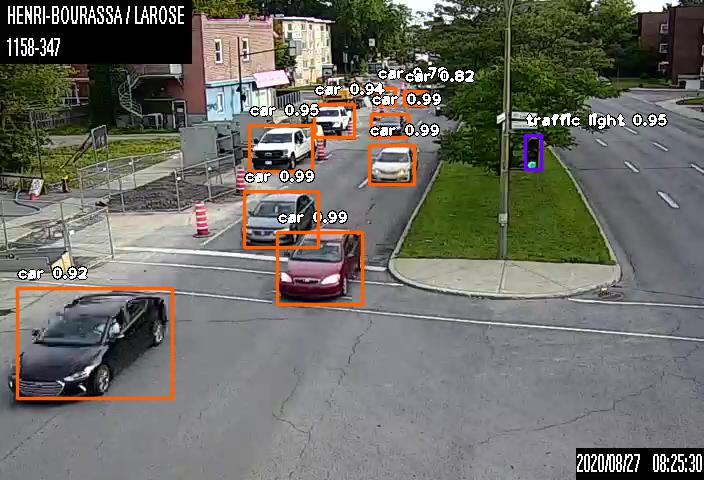 HENRI-BOURASSA / LAROSE
1158-347
car 0.82
car 0.94
car 0.99
car 0.95
traffic light 0.95
car 0.99
car 0.99
car 0.99
car 0.92
2020/08/27 08:25:30